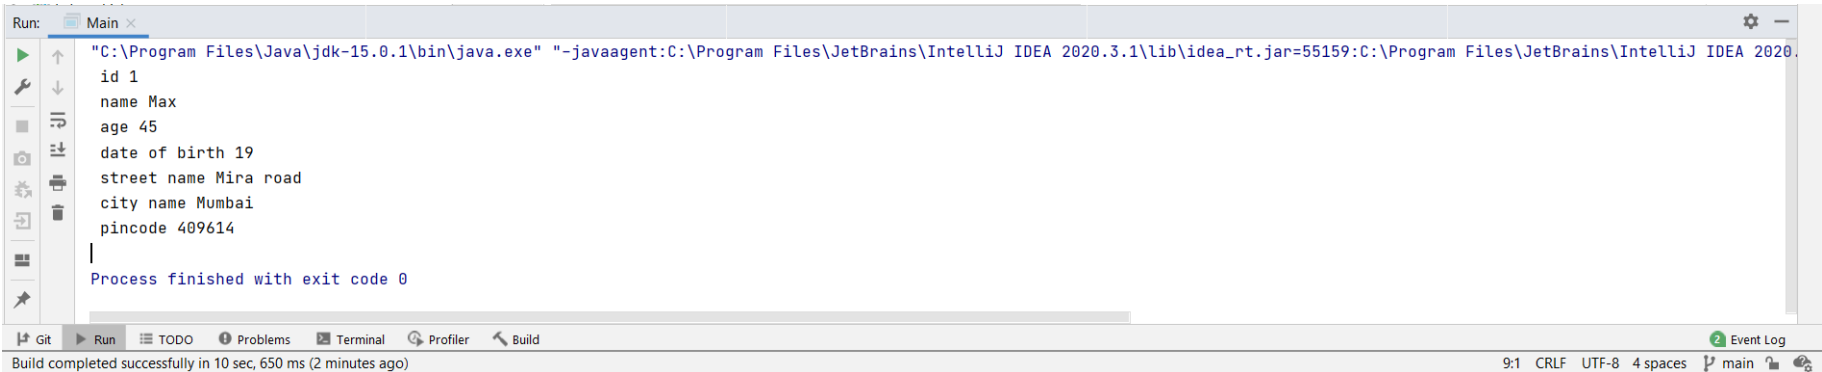 Run: Main
"C:\Program Files\Java\jdk-15.0.1\bin\java.exe" "-javaagent:C:\Program Files\JetBrains\IntelliJ IDEA 2020.3.1\lib\idea_rt.jar=55159:C:\Program Files\JetBrains\IntelliJ IDEA 2020.
id 1
name Max
age 45
date of birth 19
street name Mira road
city name Mumbai
pincode 409614
Process finished with exit code 0
Git Run TODO Problems Terminal Profiler Build 2 Event Log
Build completed successfully in 10 sec, 650 ms (2 minutes ago) 9:1 CRLF UTF-8 4 spaces main